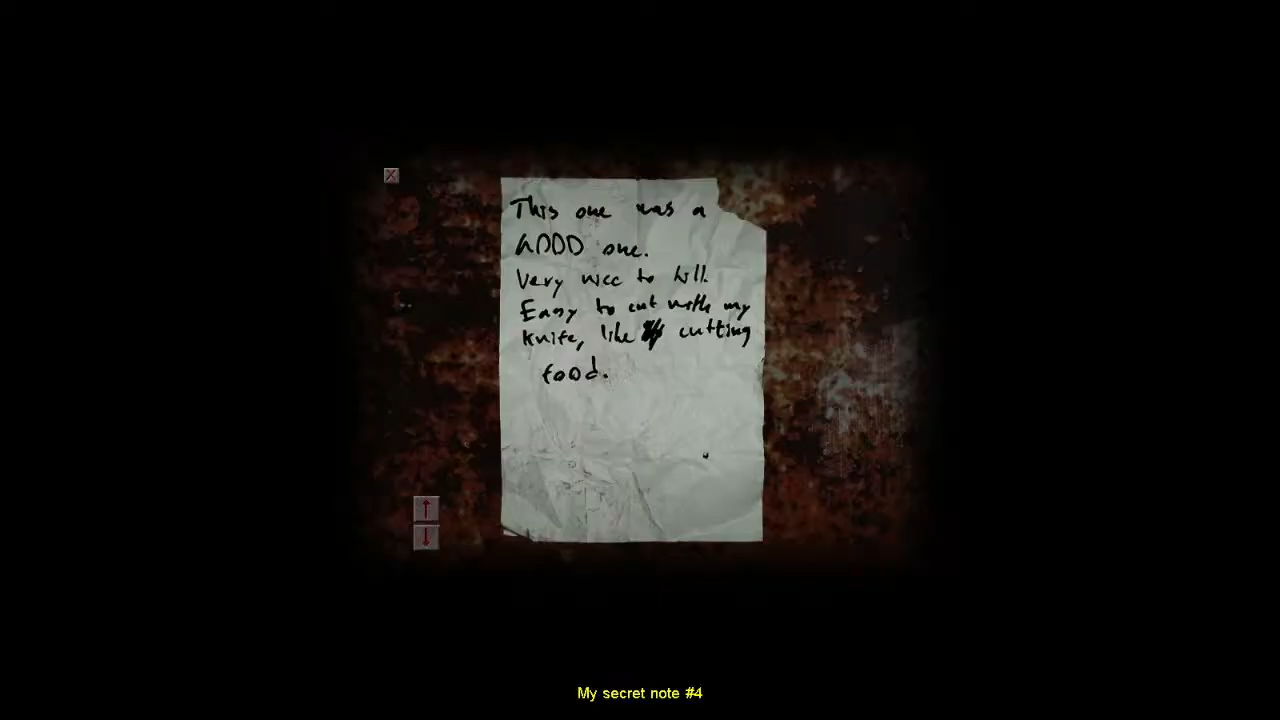 This one was a
GOOD one.
Very nice to kill.
Easy to cut with my
knife, like cutting
food.
My secret note #4